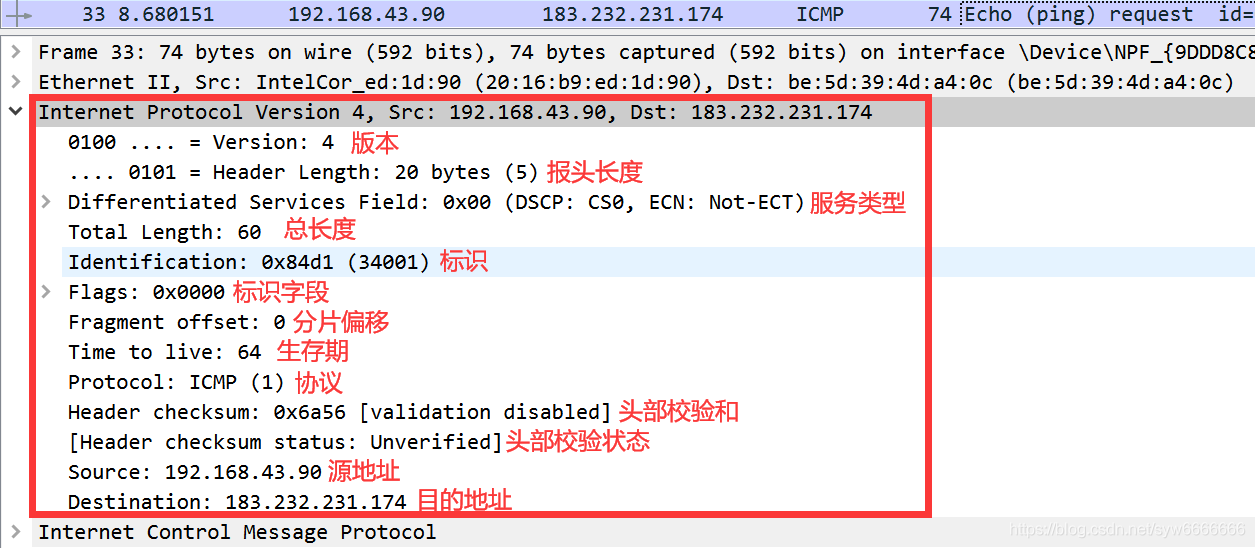 33 8.680151 192.168.43.90 183.232.231.174 ICMP 74 Echo (ping) request id=
Frame 33: 74 bytes on wire (592 bits), 74 bytes captured (592 bits) on interface \Device\NPF_{9DDD8C8
Ethernet II, Src: IntelCor_ed:1d:90 (20:16:b9:ed:1d:90), Dst: be:5d:39:4d:a4:0c (be:5d:39:4d:a4:0c)
Internet Protocol Version 4, Src: 192.168.43.90, Dst: 183.232.231.174
0100 .... = Version: 4 版本
.... 0101 = Header Length: 20 bytes (5) 报头长度
Differentiated Services Field: 0x00 (DSCP: CS0, ECN: Not-ECT) 服务类型
Total Length: 60 总长度
Identification: 0x84d1 (34001) 标识
Flags: 0x0000 标识字段
Fragment offset: 0 分片偏移
Time to live: 64 生存期
Protocol: ICMP (1) 协议
Header checksum: 0x6a56 [validation disabled] 头部校验和
[Header checksum status: Unverified] 头部校验状态
Source: 192.168.43.90 源地址
Destination: 183.232.231.174 目的地址
Internet Control Message Protocol
https://blog.csdn.net/syw6666666